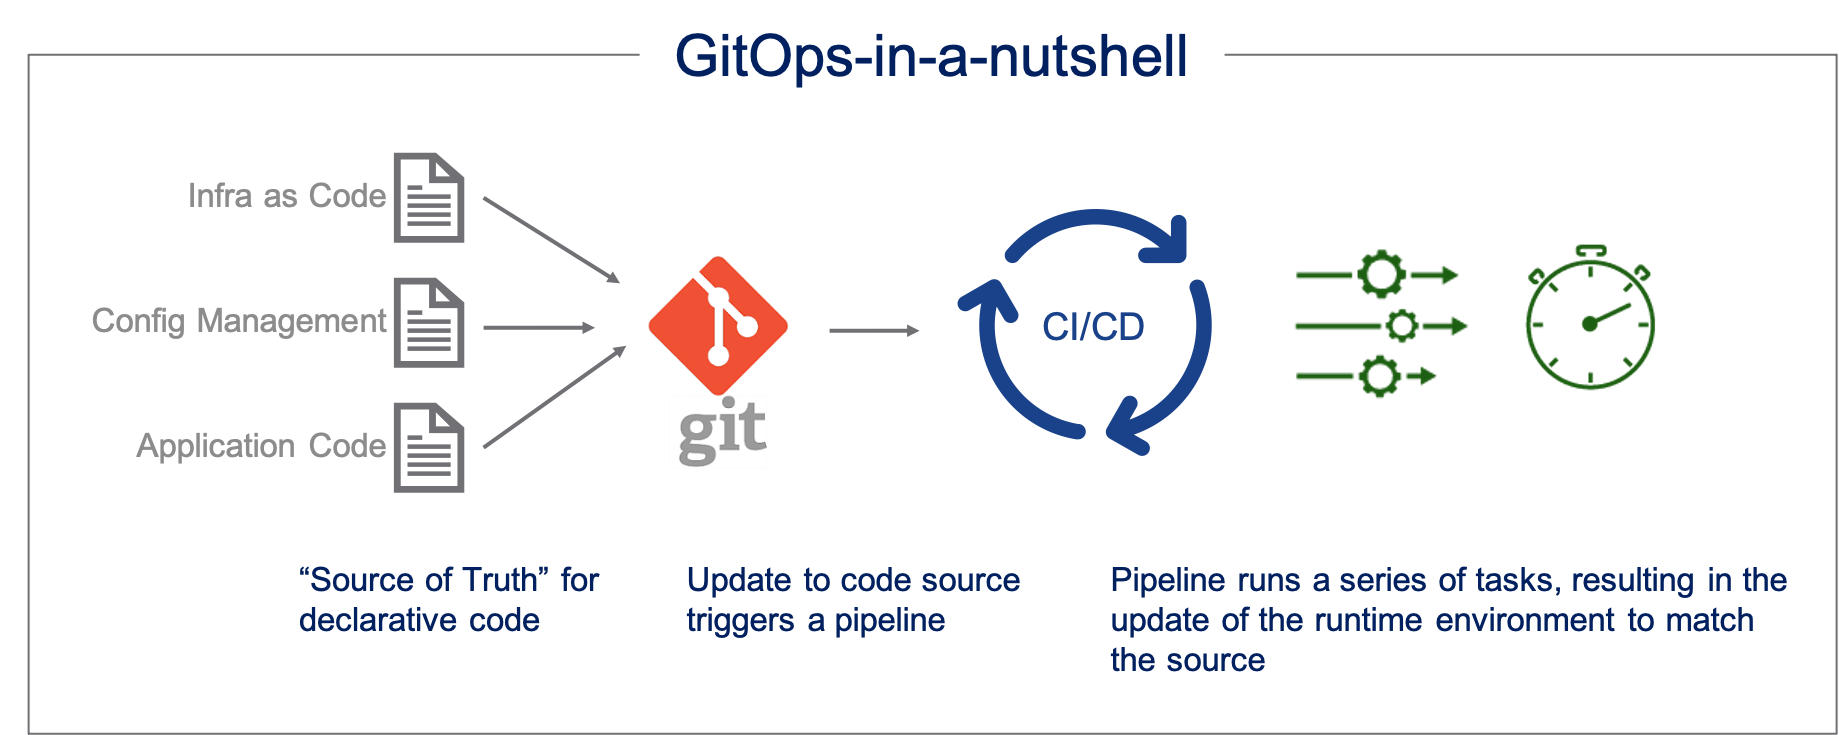 GitOps-in-a-nutshell
Infra as Code
Config Management
Application Code
git
CI/CD
“Source of Truth” for
declarative code
Update to code source
triggers a pipeline
Pipeline runs a series of tasks, resulting in the
update of the runtime environment to match
the source